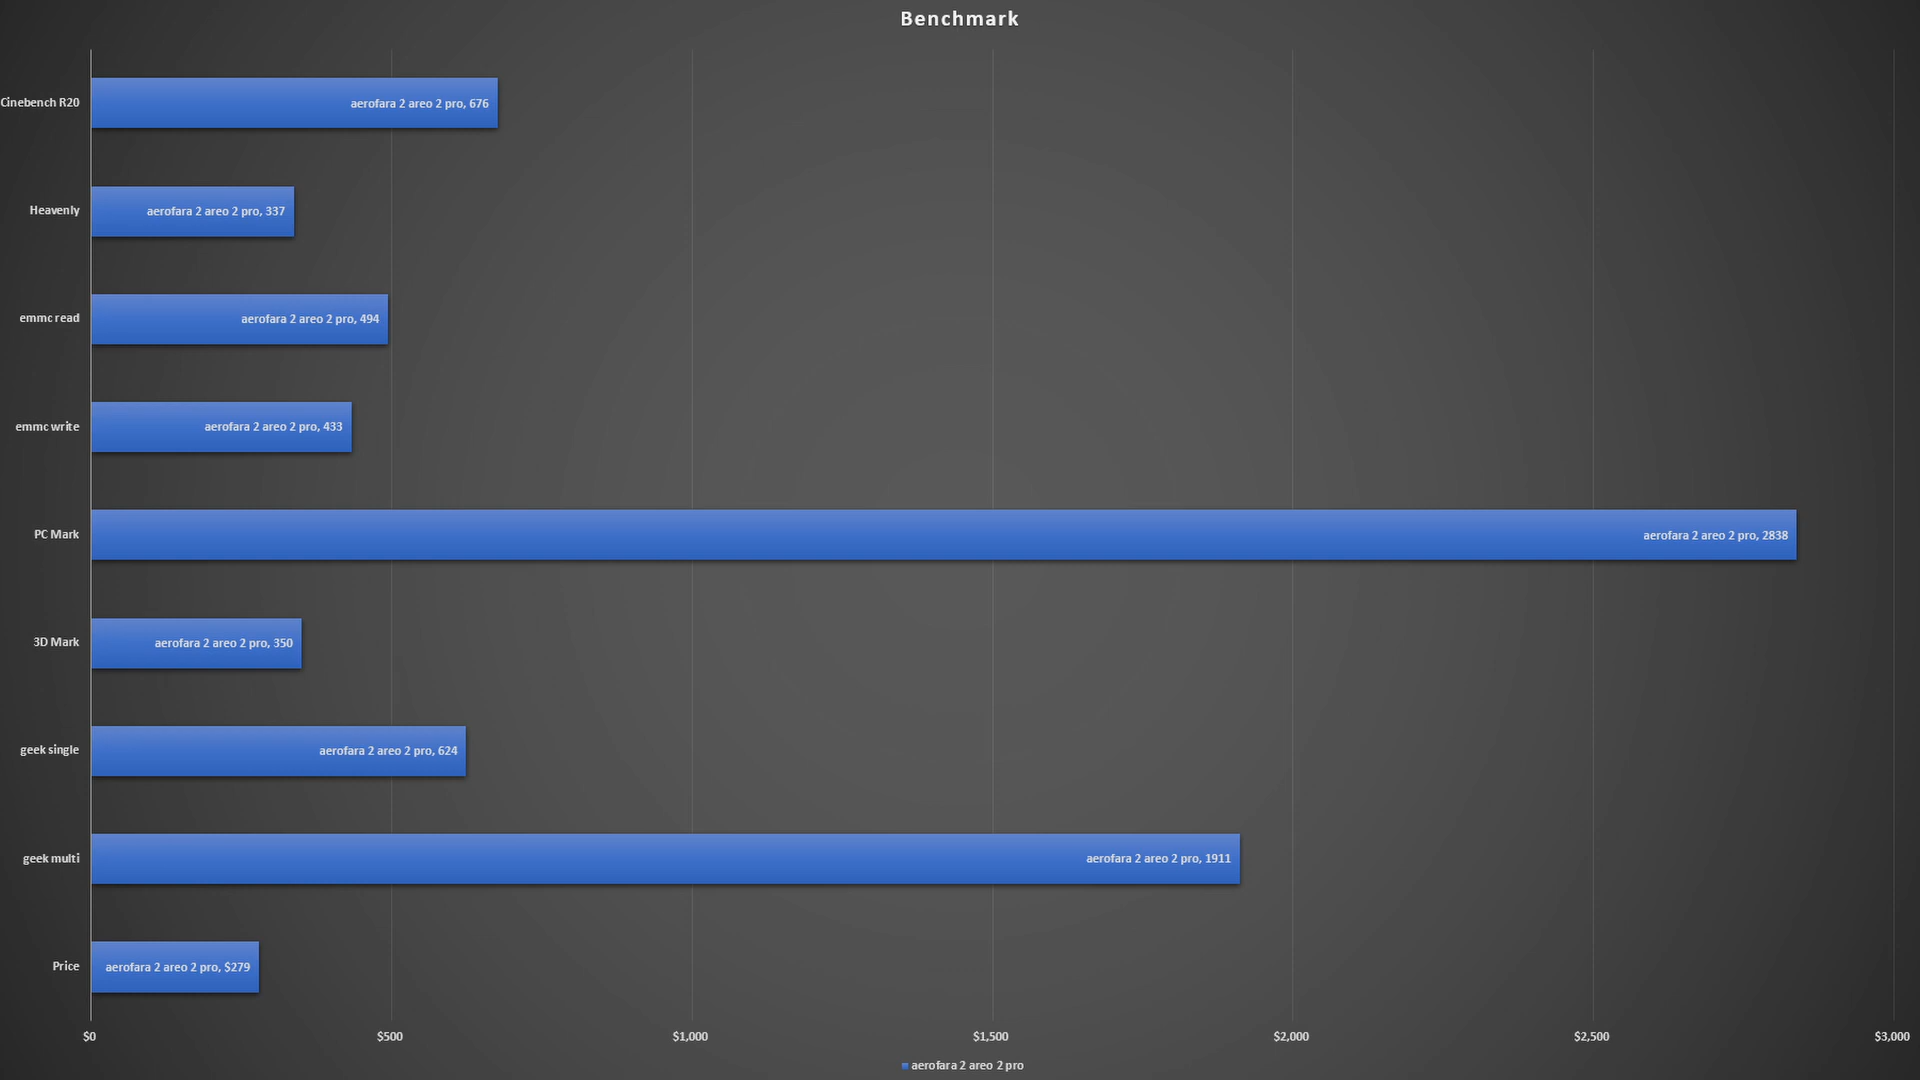 Benchmark
Cinebench R20
aerofara 2 areo 2 pro, 676
Heavenly
aerofara 2 areo 2 pro, 337
emmc read
aerofara 2 areo 2 pro, 494
emmc write
aerofara 2 areo 2 pro, 433
PC Mark
aerofara 2 areo 2 pro, 2838
3D Mark
aerofara 2 areo 2 pro, 350
geek single
aerofara 2 areo 2 pro, 624
geek multi
aerofara 2 areo 2 pro, 1911
Price
aerofara 2 areo 2 pro, $279
$0 $500 $1,000 $1,500 $2,000 $2,500 $3,000
aerofara 2 areo 2 pro